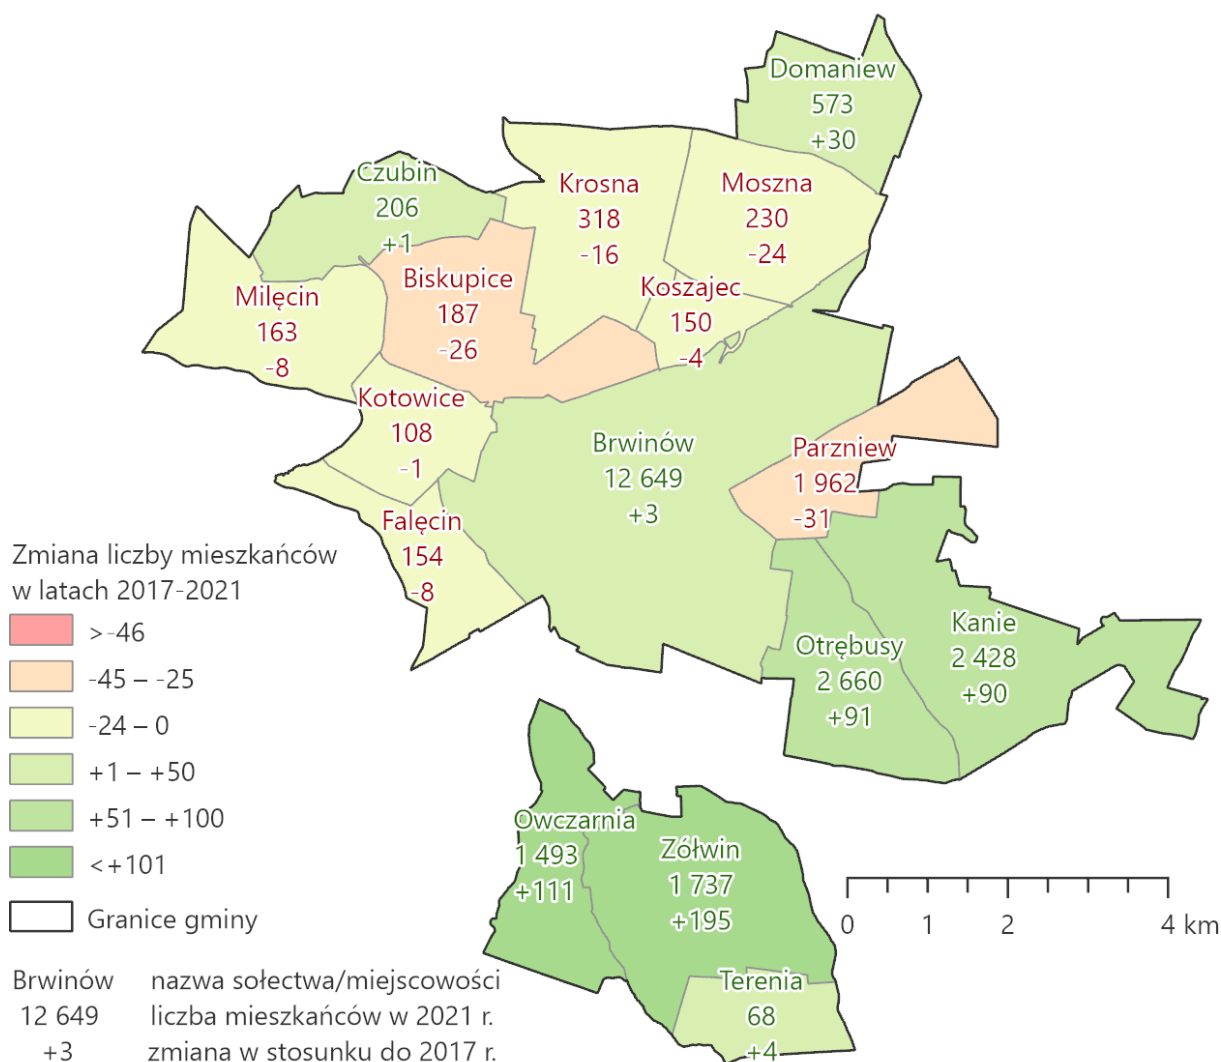 Domaniew
573
+30
Czubin
206
+1
Krosna
318
-16
Moszna
230
-24
Milęcin
163
-8
Biskupice
187
-26
Koszajec
150
-4
Kotowice
108
-1
Brwinów
12 649
+3
Parzniew
1 962
-31
Falęcin
154
-8
Otrębusy
2 660
+91
Kanie
2 428
+90
Owczarnia
1 493
+111
Zółwin
1 737
+195
Terenia
68
+4
Zmiana liczby mieszkańców
w latach 2017-2021
>-46
-45 – -25
-24 – 0
+1 – +50
+51 – +100
<+101
Granice gminy
0 1 2 4 km
Brwinów nazwa sołectwa/miejscowości
12 649 liczba mieszkańców w 2021 r.
+3 zmiana w stosunku do 2017 r.